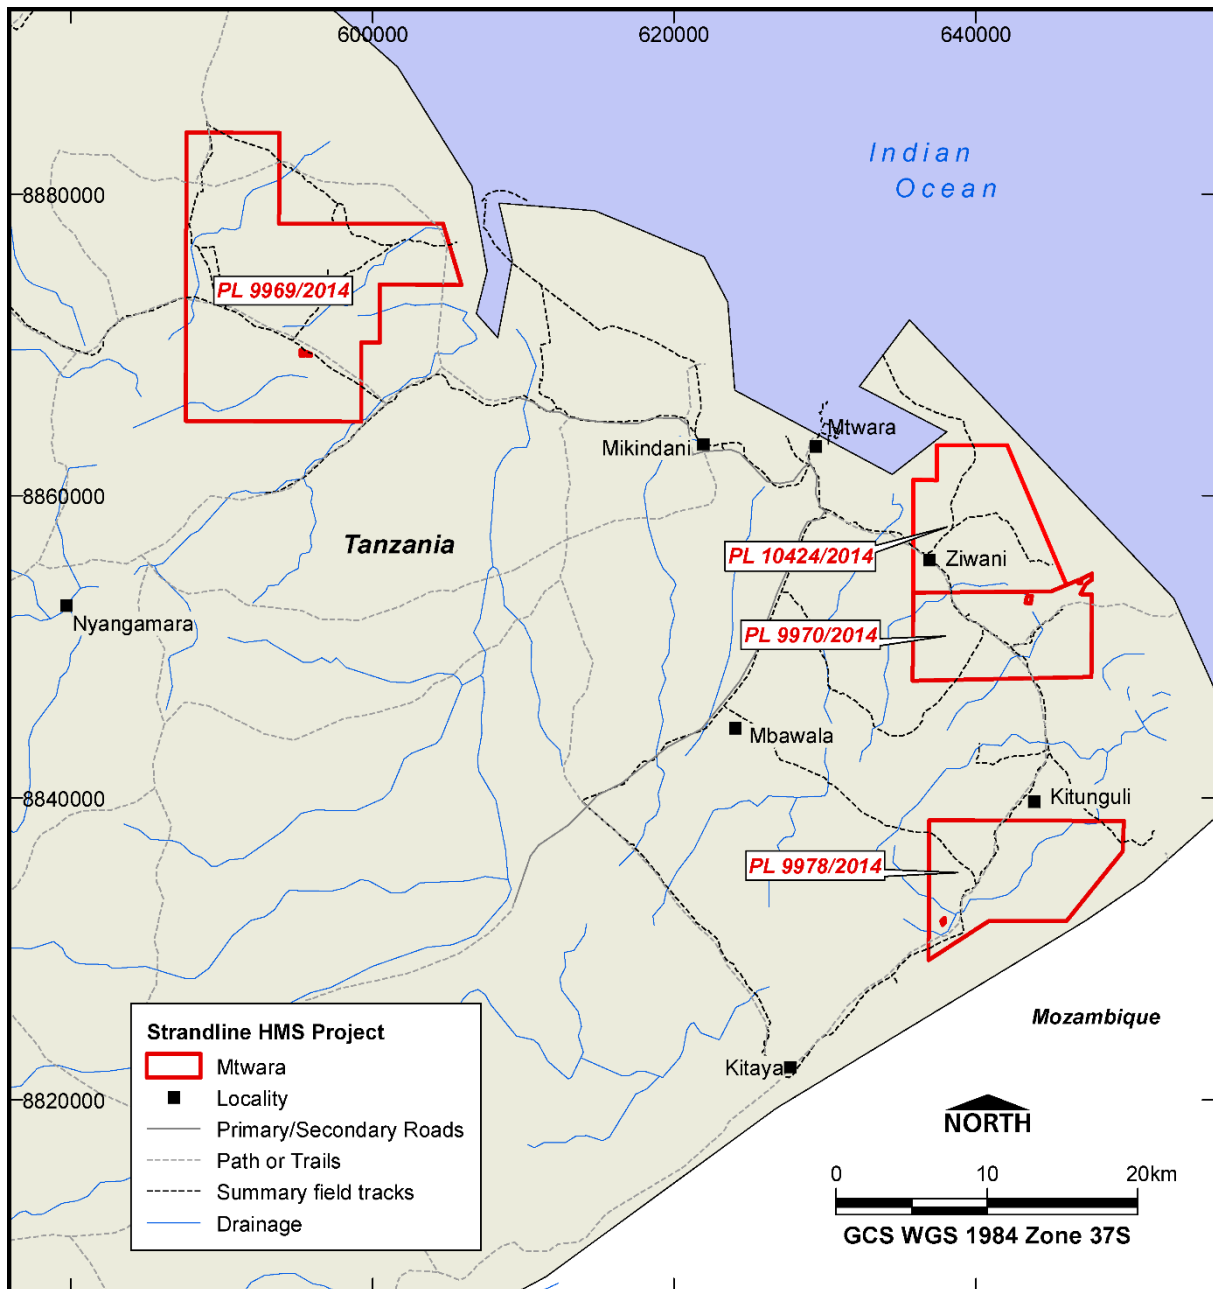 600000
620000
640000
Indian
Ocean
8880000
PL 9969/2014
Mtwara
Mikindani
8860000
Tanzania
PL 10424/2014
Ziwani
Nyangamara
PL 9970/2014
Mbawala
8840000
Kitunguli
PL 9978/2014
Mozambique
Kitaya
8820000
Strandline HMS Project
Mtwara
Locality
Primary/Secondary Roads
Path or Trails
Summary field tracks
Drainage
NORTH
0 10 20km
GCS WGS 1984 Zone 37S